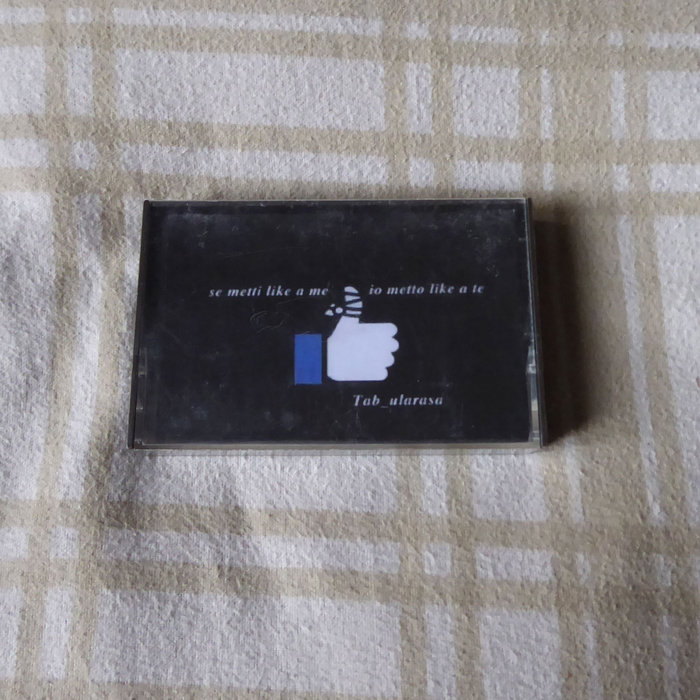 se metti like a me io metto like a te
Tab_ularasa